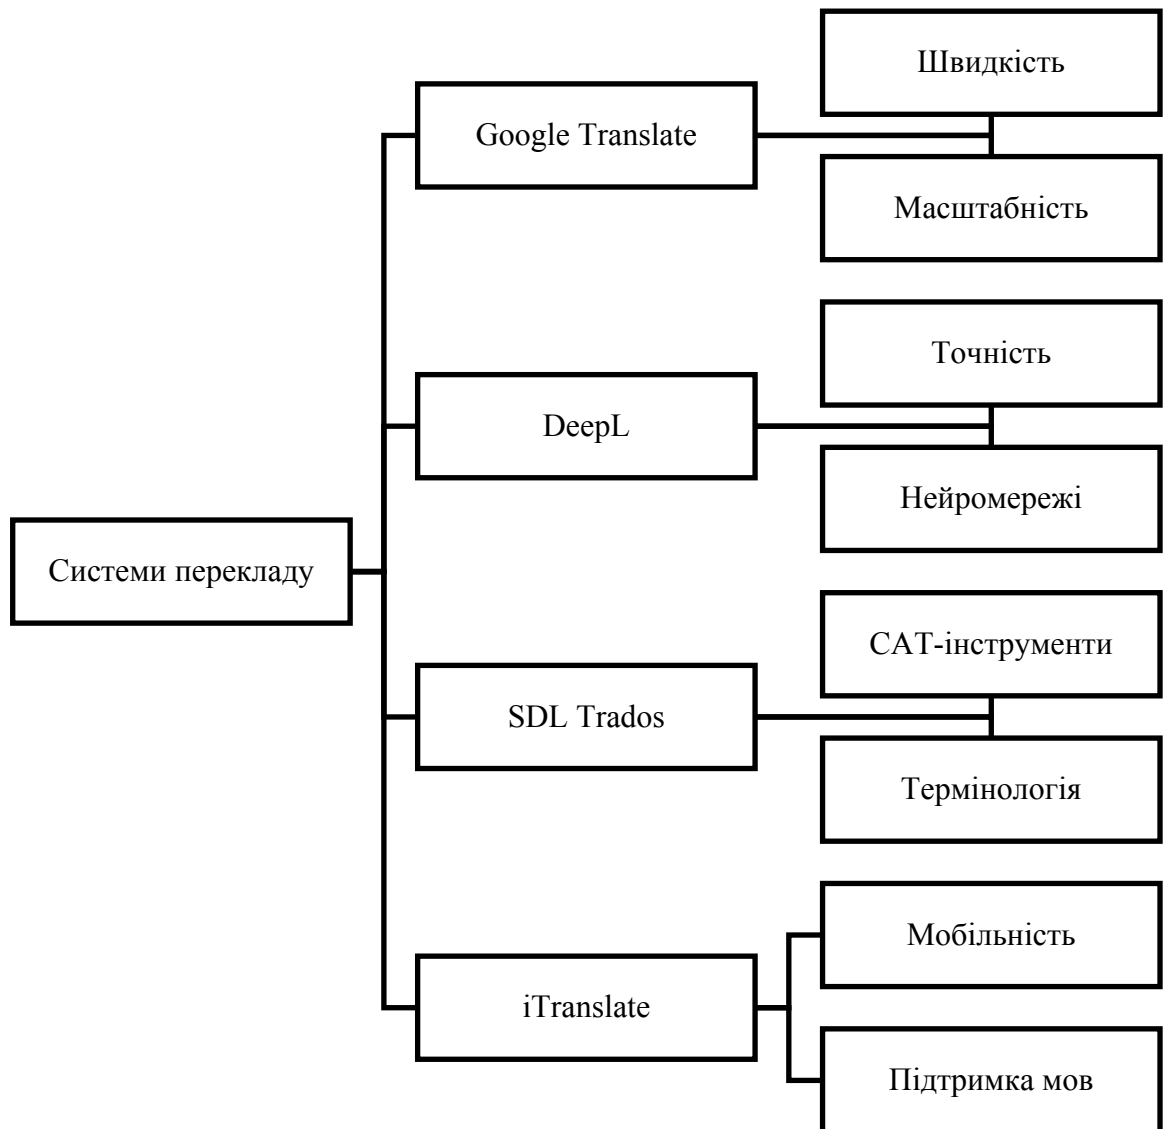 Системи перекладу
Google Translate
Швидкість
Масштабність
DeepL
Точність
Нейромережі
SDL Trados
CAT-інструменти
Термінологія
iTranslate
Мобільність
Підтримка мов